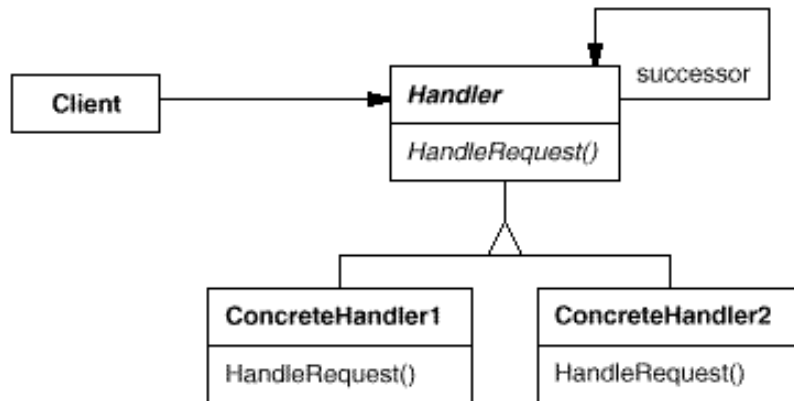 successor
Client
Handler
HandleRequest()
ConcreteHandler1
ConcreteHandler2
HandleRequest()
HandleRequest()